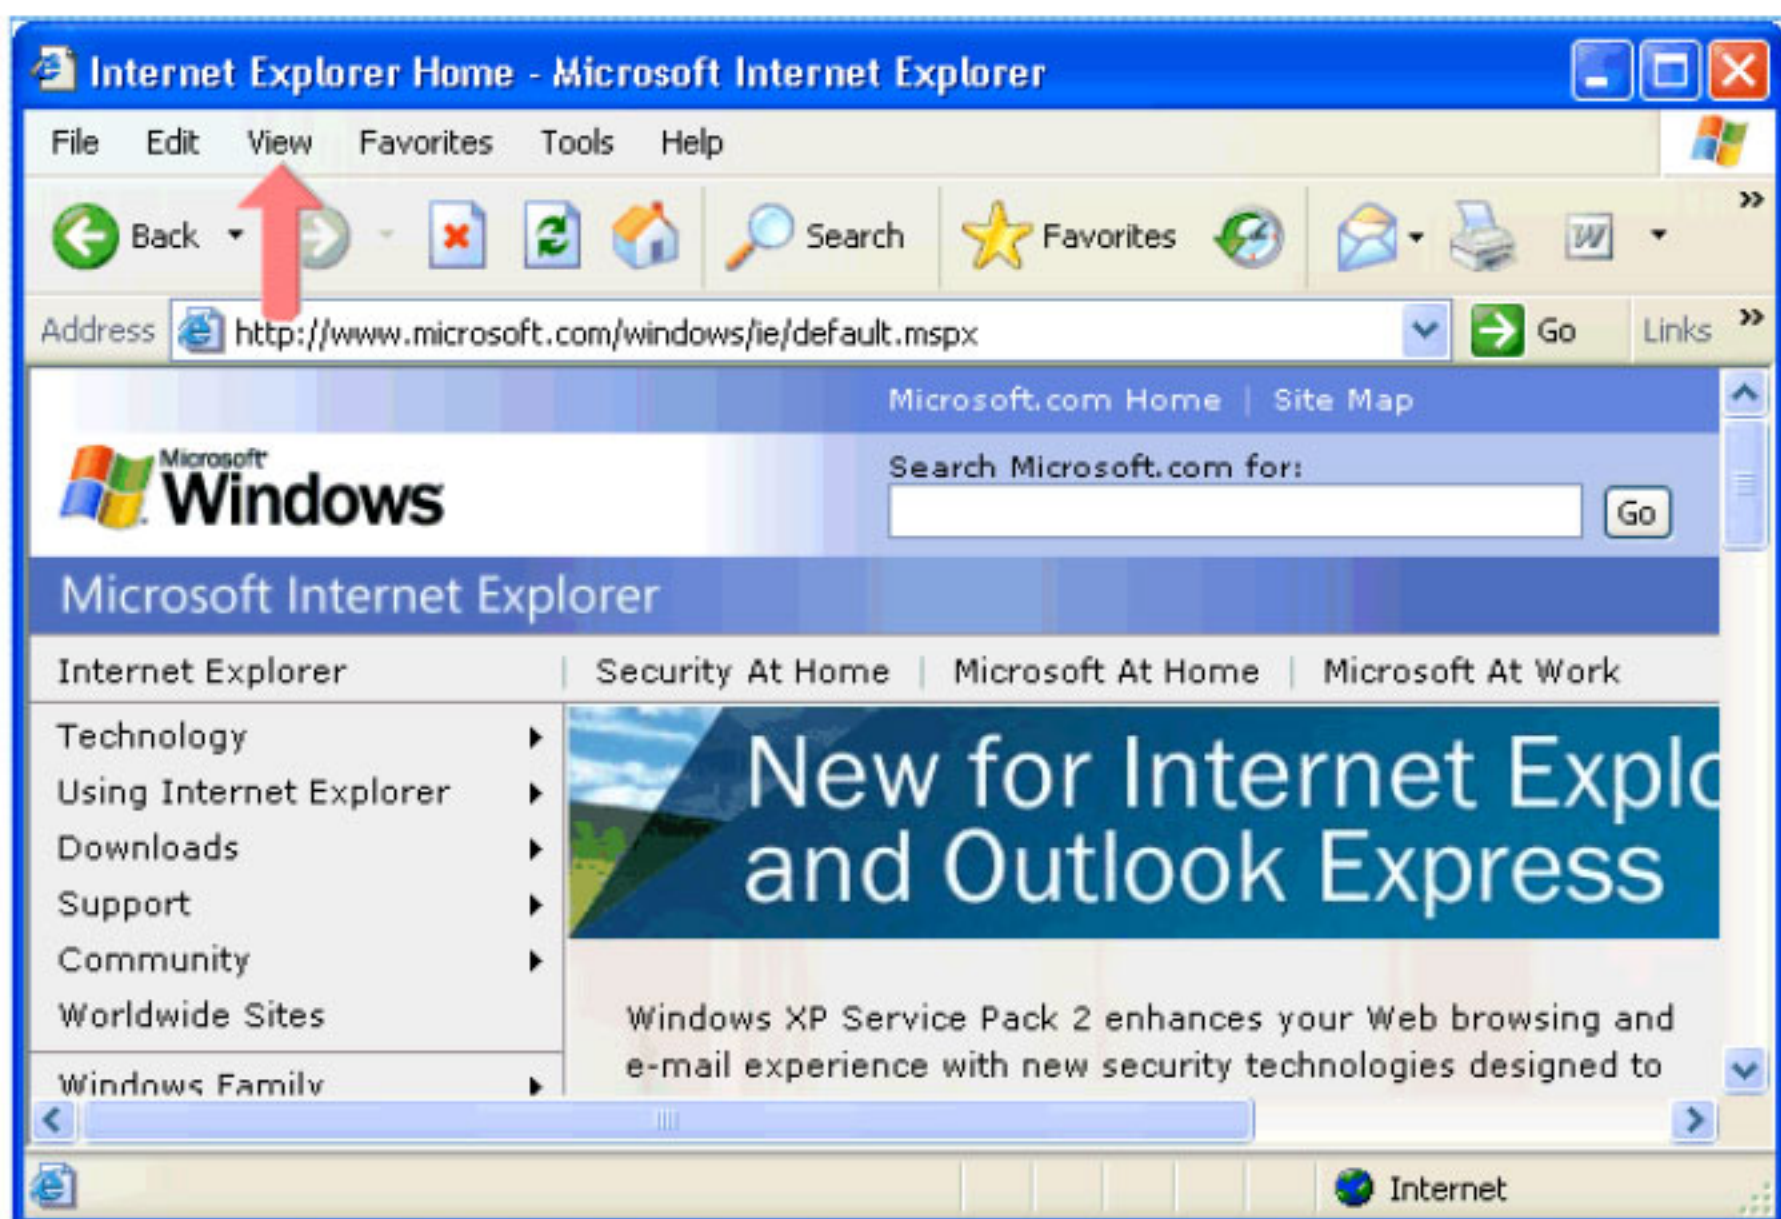 Internet Explorer Home - Microsoft Internet Explorer
File Edit View Favorites Tools Help
Back Search Favorites W
Address http://www.microsoft.com/windows/ie/default.mspx Go Links
Microsoft.com Home | Site Map
Microsoft
Windows
Search Microsoft.com for:
Go
Microsoft Internet Explorer
Internet Explorer | Security At Home | Microsoft At Home | Microsoft At Work
Technology
Using Internet Explorer
Downloads
Support
Community
Worldwide Sites
Windows Family
New for Internet Explo
and Outlook Express
Windows XP Service Pack 2 enhances your Web browsing and
e-mail experience with new security technologies designed to
Internet